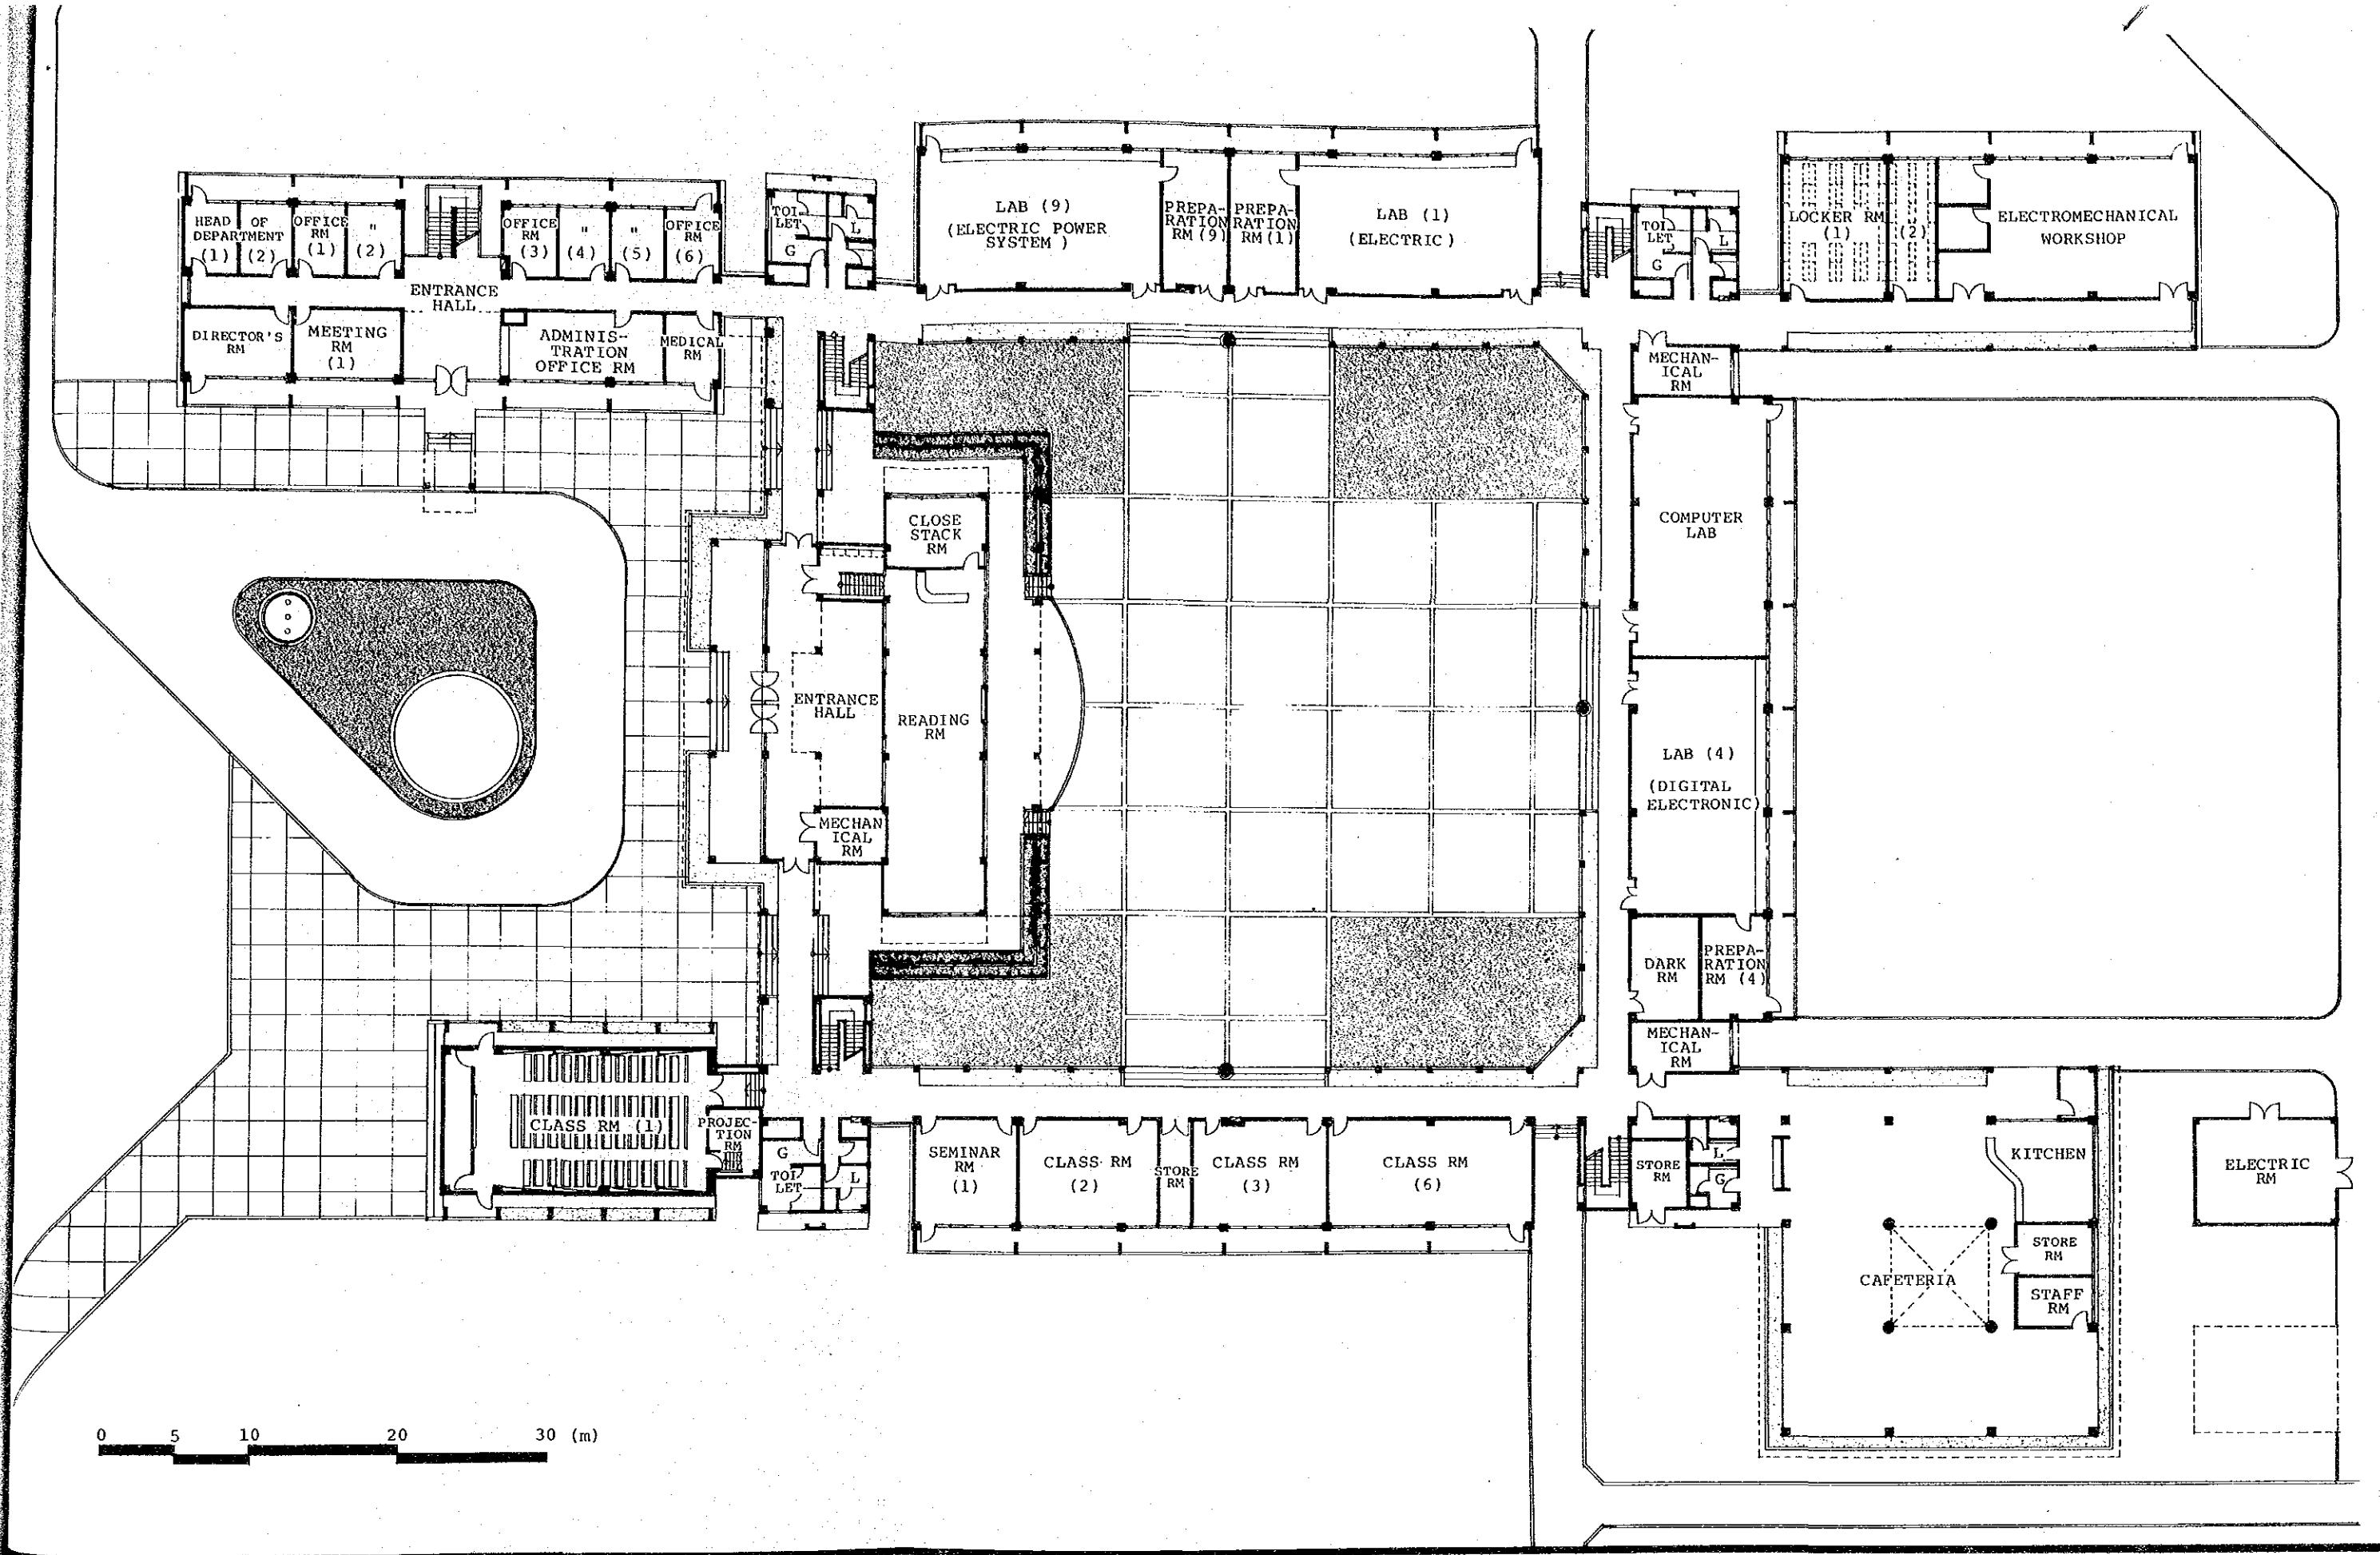 HEAD
OF
DEPARTMENT
(1)
(2)
OFFICE
RM
(1)
"
(2)
OFFICE
RM
(3)
"
(4)
"
(5)
OFFICE
RM
(6)
ENTRANCE
HALL
DIRECTOR'S
RM
MEETING
RM
(1)
ADMINIS-
TRATION
OFFICE RM
MEDICAL
RM
TOI-
LET
G
L
LAB (9)
(ELECTRIC POWER
SYSTEM )
PREPA-
RATION
RM (9)
PREPA-
RATION
RM (1)
LAB (1)
(ELECTRIC)
TOI-
LET
G
L
LOCKER RM
(1)
(2)
ELECTROMECHANICAL
WORKSHOP
MECHAN-
ICAL
RM
COMPUTER
LAB
CLOSE
STACK
RM
ENTRANCE
HALL
READING
RM
MECHAN
ICAL
RM
LAB (4)
(DIGITAL
ELECTRONIC)
DARK
RM
PREPA-
RATION
RM (4)
MECHAN-
ICAL
RM
CLASS RM (1)
PROJEC-
TION
RM
G
TOI-
LET
L
SEMINAR
RM
(1)
CLASS RM
(2)
STORE
RM
CLASS RM
(3)
CLASS RM
(6)
STORE
RM
L
G
KITCHEN
STORE
RM
STAFF
RM
CAFETERIA
ELECTRIC
RM
0 5 10 20 30 (m)